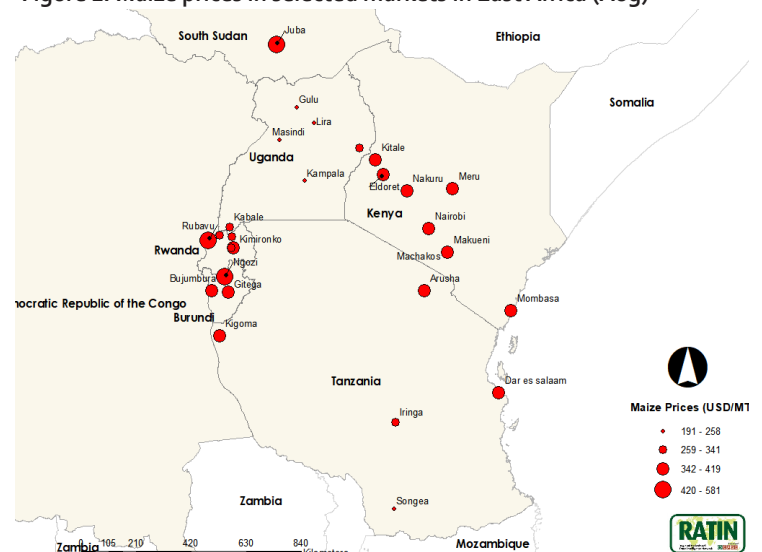 South Sudan
Juba
Ethiopia
Somalia
Gulu
Lira
Masindi
Uganda
Kampala
Kitale
Eldoret
Nakuru
Meru
Kenya
Nairobi
Makueni
Machakos
Kabale
Rubavu
Kimironko
Rwanda
Ngozi
Bujumbura
Gitega
Arusha
Mombasa
ocratic Republic of the Congo
Burundi
Kigoma
Tanzania
Dar es salaam
Iringa
Songea
Zambia
Zambia
Mozambique
0 105 210 420 630 840
Maize Prices (USD/MT
191 - 258
259 - 341
342 - 419
420 - 581
RATIN